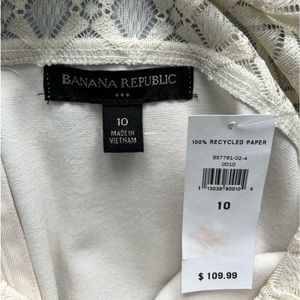 BANANA REPUBLIC
10
MADE IN
VIETNAM
100% RECYCLED PAPER
557761-02-4
0010
1 13039 80010 4
10
$ 109.99